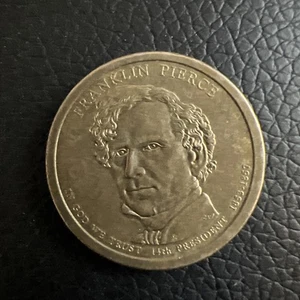 FRANKLIN PIERCE
IN GOD WE TRUST 14th PRESIDENT 1853-1857